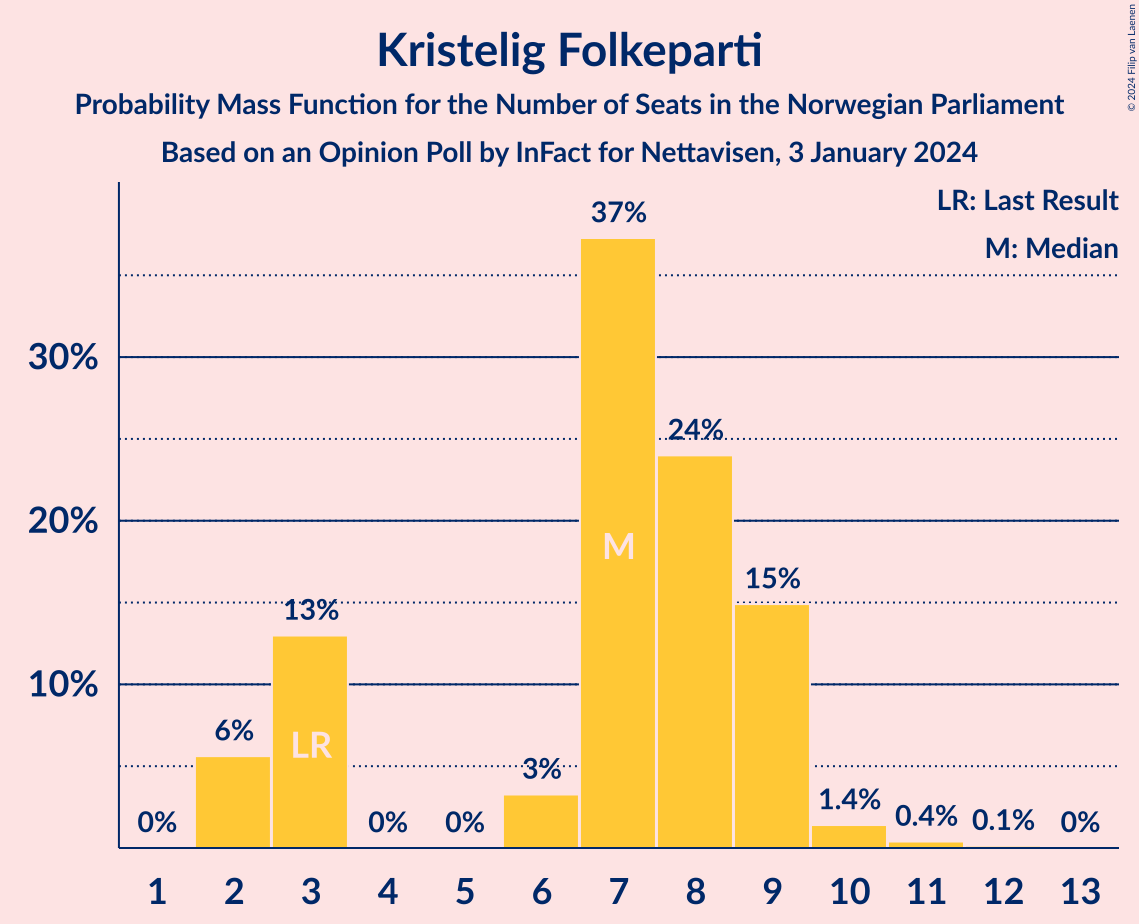 Kristelig Folkeparti
Probability Mass Function for the Number of Seats in the Norwegian Parliament
Based on an Opinion Poll by InFact for Nettavisen, 3 January 2024
© 2024 Filip van Laenen
LR: Last Result
M: Median
37%
30%
24%
20%
M
15%
13%
10%
LR
6%
3%
1.4%
0.4%
0.1%
0%
0%
0%
0%
1 2 3 4 5 6 7 8 9 10 11 12 13